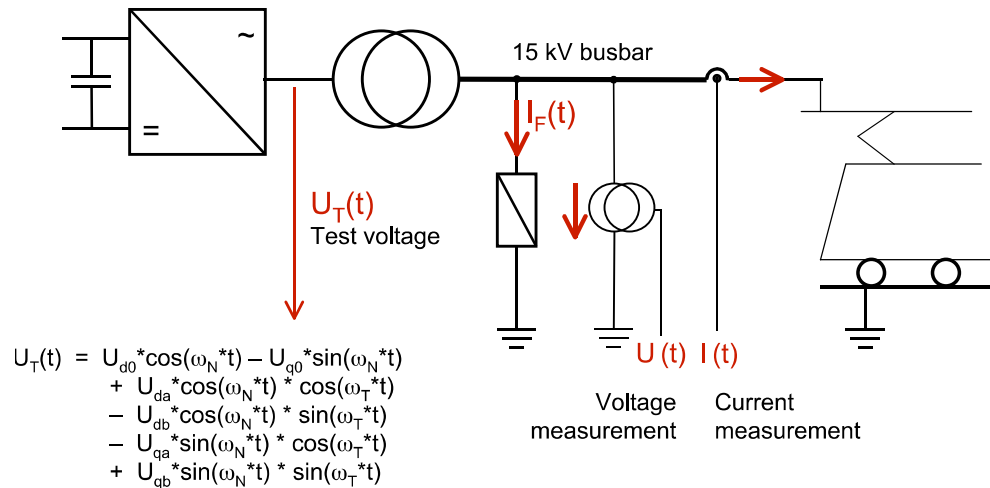 ~
=
15 kV busbar
I_F(t)
U_T(t)
Test voltage
U(t) I(t)
Voltage measurement
Current measurement
U_T(t) = U_d0*cos(ω_N*t) – U_q0*sin(ω_N*t)
+ U_da*cos(ω_N*t) * cos(ω_T*t)
– U_db*cos(ω_N*t) * sin(ω_T*t)
– U_qa*sin(ω_N*t) * cos(ω_T*t)
+ U_qb*sin(ω_N*t) * sin(ω_T*t)